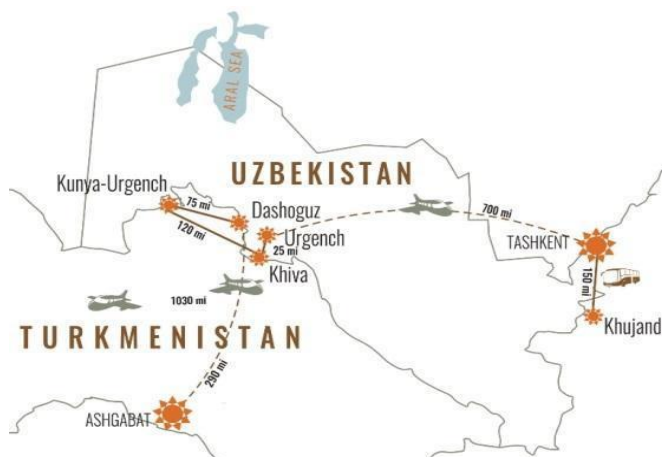 ARAL SEA
UZBEKISTAN
Kunya-Urgench
75 mi
Dashoguz
120 mi
Urgench
25 mi
Khiva
700 mi
TASHKENT
150 mi
Khujand
1030 mi
TURKMENISTAN
290 mi
ASHGABAT